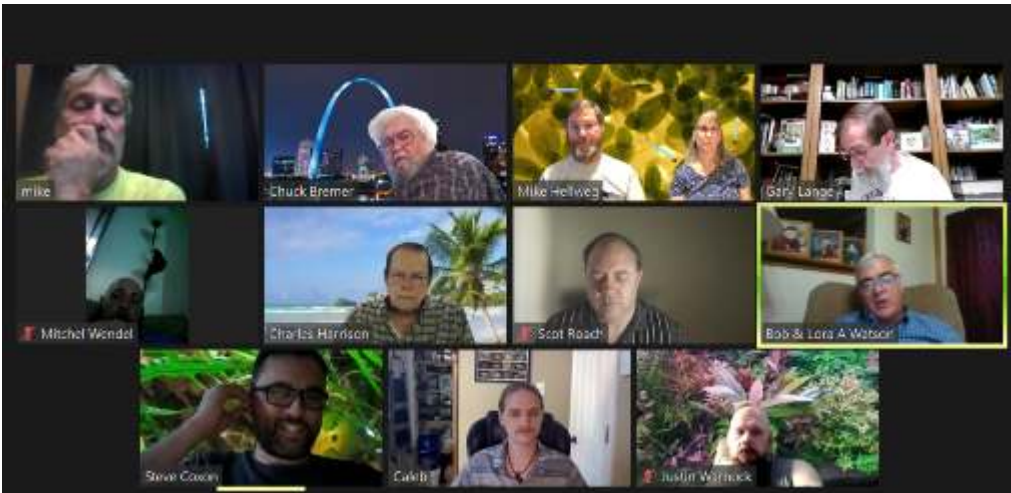 mike
Chuck Bremer
Mike Hellweg
Gary Lange
Mitchel Wendel
Charles Harrison
Scot Roach
Bob & Lora A Watson
Steve Coxon
Caleb
Justin Warnock